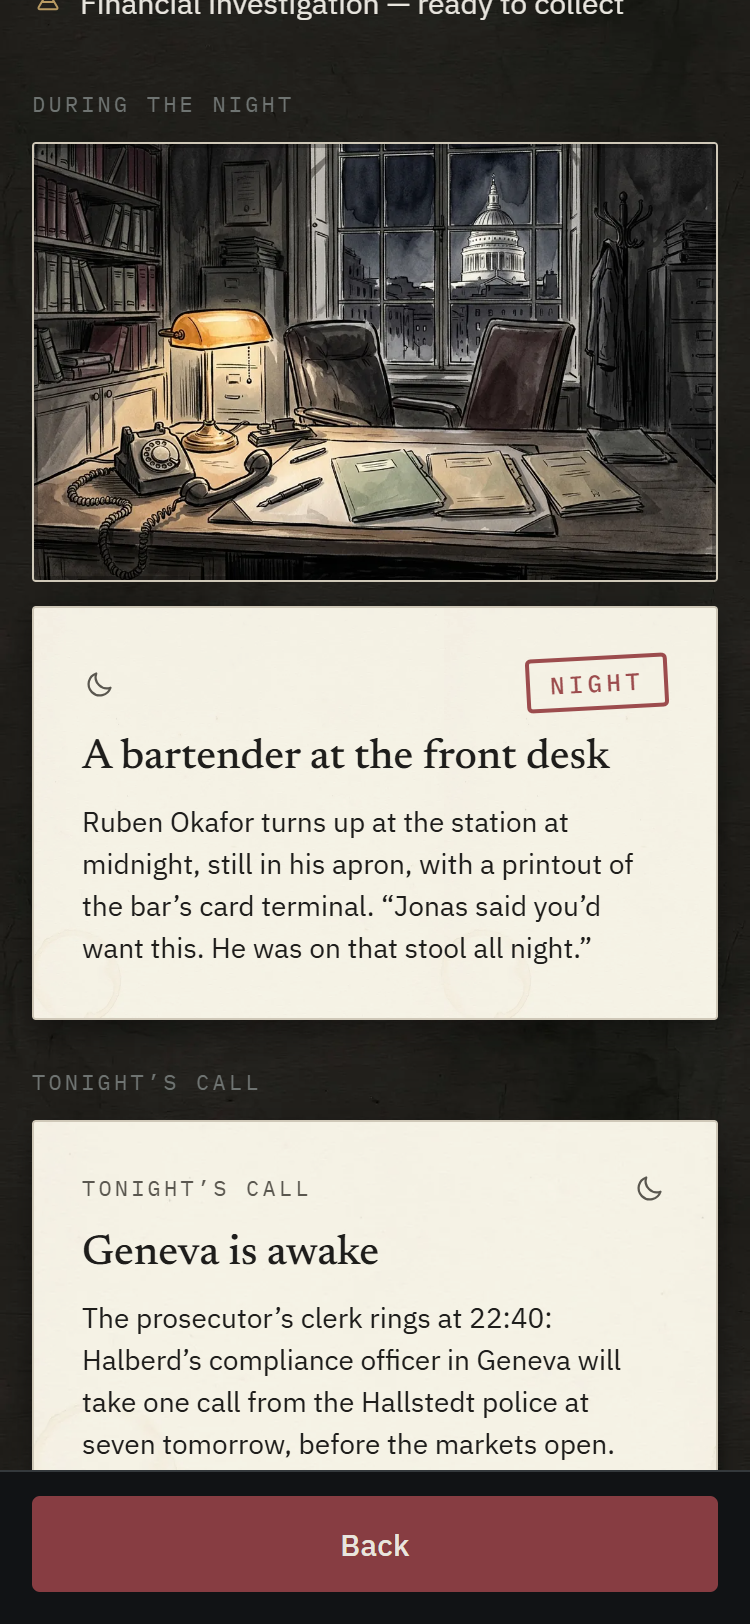 Financial investigation — ready to collect
DURING THE NIGHT
NIGHT
A bartender at the front desk
Ruben Okafor turns up at the station at
midnight, still in his apron, with a printout of
the bar’s card terminal. “Jonas said you’d
want this. He was on that stool all night.”
TONIGHT’S CALL
TONIGHT’S CALL
Geneva is awake
The prosecutor’s clerk rings at 22:40:
Halberd’s compliance officer in Geneva will
take one call from the Hallstedt police at
seven tomorrow, before the markets open.
Back